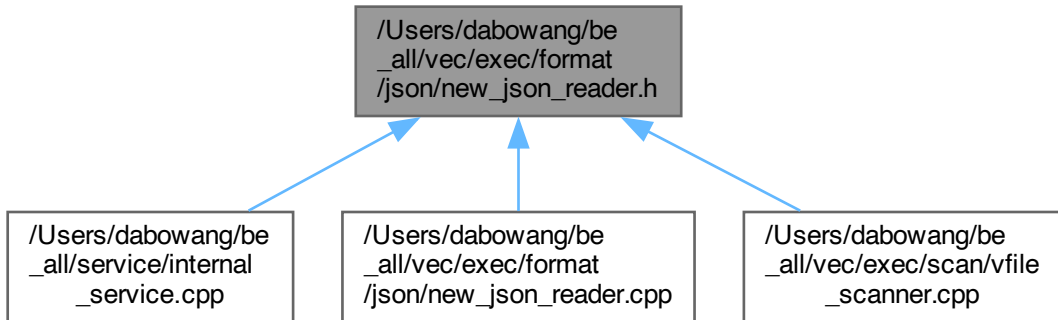 /Users/dabowang/be
_all/vec/exec/format
/json/new_json_reader.h
/Users/dabowang/be
_all/service/internal
_service.cpp
/Users/dabowang/be
_all/vec/exec/format
/json/new_json_reader.cpp
/Users/dabowang/be
_all/vec/exec/scan/vfile
_scanner.cpp